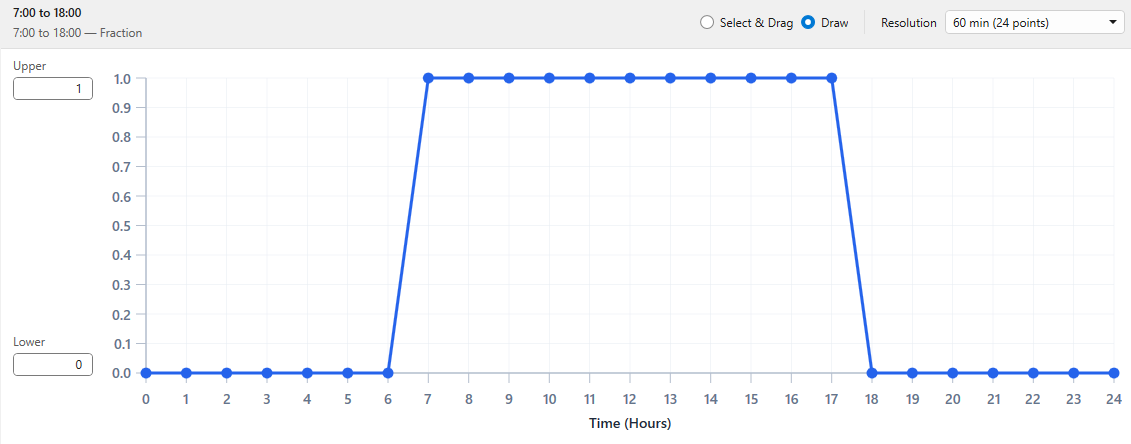 7:00 to 18:00
7:00 to 18:00 — Fraction
Select & Drag Draw Resolution 60 min (24 points)
Upper
1
1.0
0.9
0.8
0.7
0.6
0.5
0.4
0.3
0.2
0.1
0.0
Lower
0
0 1 2 3 4 5 6 7 8 9 10 11 12 13 14 15 16 17 18 19 20 21 22 23 24
Time (Hours)